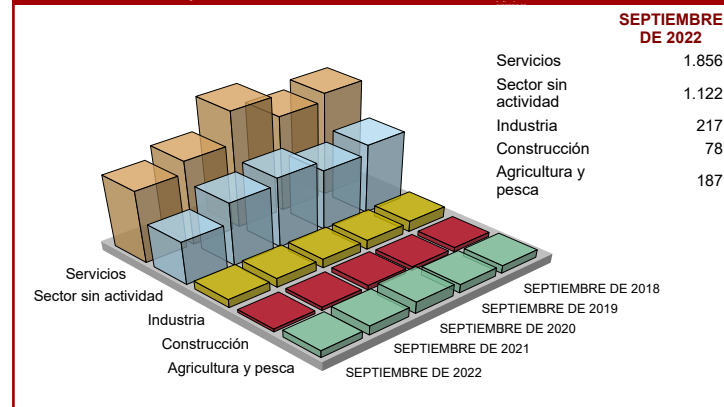 SEPTIEMBRE
DE 2022
Servicios 1.856
Sector sin
actividad 1.122
Industria 217
Construcción 78
Agricultura y
pesca 187
Servicios
Sector sin actividad
Industria
Construcción
Agricultura y pesca
SEPTIEMBRE DE 2018
SEPTIEMBRE DE 2019
SEPTIEMBRE DE 2020
SEPTIEMBRE DE 2021
SEPTIEMBRE DE 2022